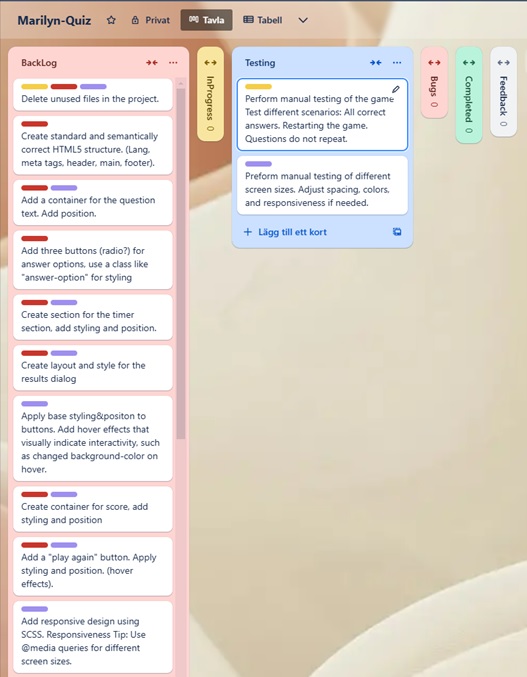 Marilyn-Quiz
Privat
Tavla
Tabell
BackLog
Delete unused files in the project.
Create standard and semantically
correct HTML5 structure. (Lang,
meta tags, header, main, footer).
Add a container for the question
text. Add position.
Add three buttons (radio?) for
answer options, use a class like
"answer-option" for styling
Create section for the timer
section, add styling and position.
Create layout and style for the
results dialog
Apply base styling&positon to
buttons. Add hover effects that
visually indicate interactivity, such
as changed background-color on
hover.
Create container for score, add
styling and position
Add a "play again" button. Apply
styling and position, (hover
effects).
Add responsive design using
SCSS. Responsiveness Tip: Use
@media queries for different
screen sizes.
InProgress 0
Testing
Perform manual testing of the game
Test different scenarios: All correct
answers. Restarting the game.
Questions do not repeat.
Preform manual testing of different
screen sizes. Adjust spacing, colors,
and responsiveness if needed.
Lägg till ett kort
Bugs 0
Completed 0
Feedback 0